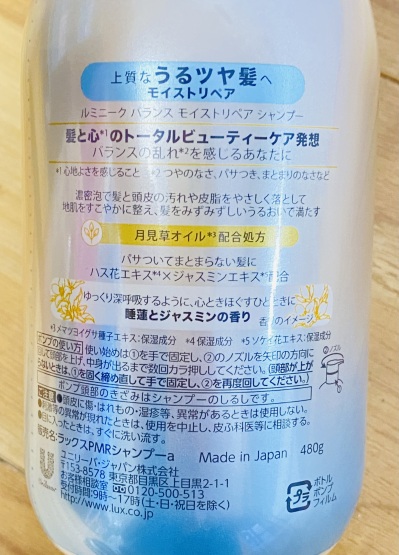 上質なうるツヤ髪へ
モイストリペア
ルミニーク バランス モイストリペア シャンプー
髪と心*¹のトータルビューティーケア発想
バランスの乱れ*²を感じるあなたに
*1 心地よさを感じること *2 つやのなさ、パサつき、まとまりのなさなど
濃密泡で髪と頭皮の汚れや皮脂をやさしく落として
地肌をすこやかに整え、髪をみずみずしいうるおいで満たす
月見草オイル*³配合処方
パサついてまとまらない髪に
ハス花エキス*⁴×ジャスミンエキス*⁵配合
ゆっくり深呼吸するように、心ときほぐすひとときに
睡蓮とジャスミンの香り 香りのイメージ
*3 メマツヨイグサ種子エキス:保湿成分 *4 保湿成分 *5 ソケイ花エキス:保湿成分
ポンプの使い方 使い始めは①を手で固定し、②のノズルを矢印の方向に
回して頭部を上げ、中身が出るまで数回カラ押ししてください。(頭部が上が
らないときは、①を固く締め直して手で固定し、②を再度回してください。)
②ノズル
①
ポンプ頭部のきざみはシャンプーのしるしです。
ご注意 ●頭皮に傷・はれもの・湿疹等、異常があるときは使用しない。
●刺激等の異常が現れたときは、使用を中止し、皮ふ科医等に相談する。
●目に入ったときは、すぐに洗い流す。
販売名:ラックスPMRシャンプーa Made in Japan 480g
ユニリーバ・ジャパン株式会社
〒153-8578 東京都目黒区上目黒2-1-1
お客様相談室 0120-500-513
受付時間:9時~17時(土・日・祝日を除く)
http://www.lux.co.jp
Unilever
プラ
ボトル
ポンプ
フィルム